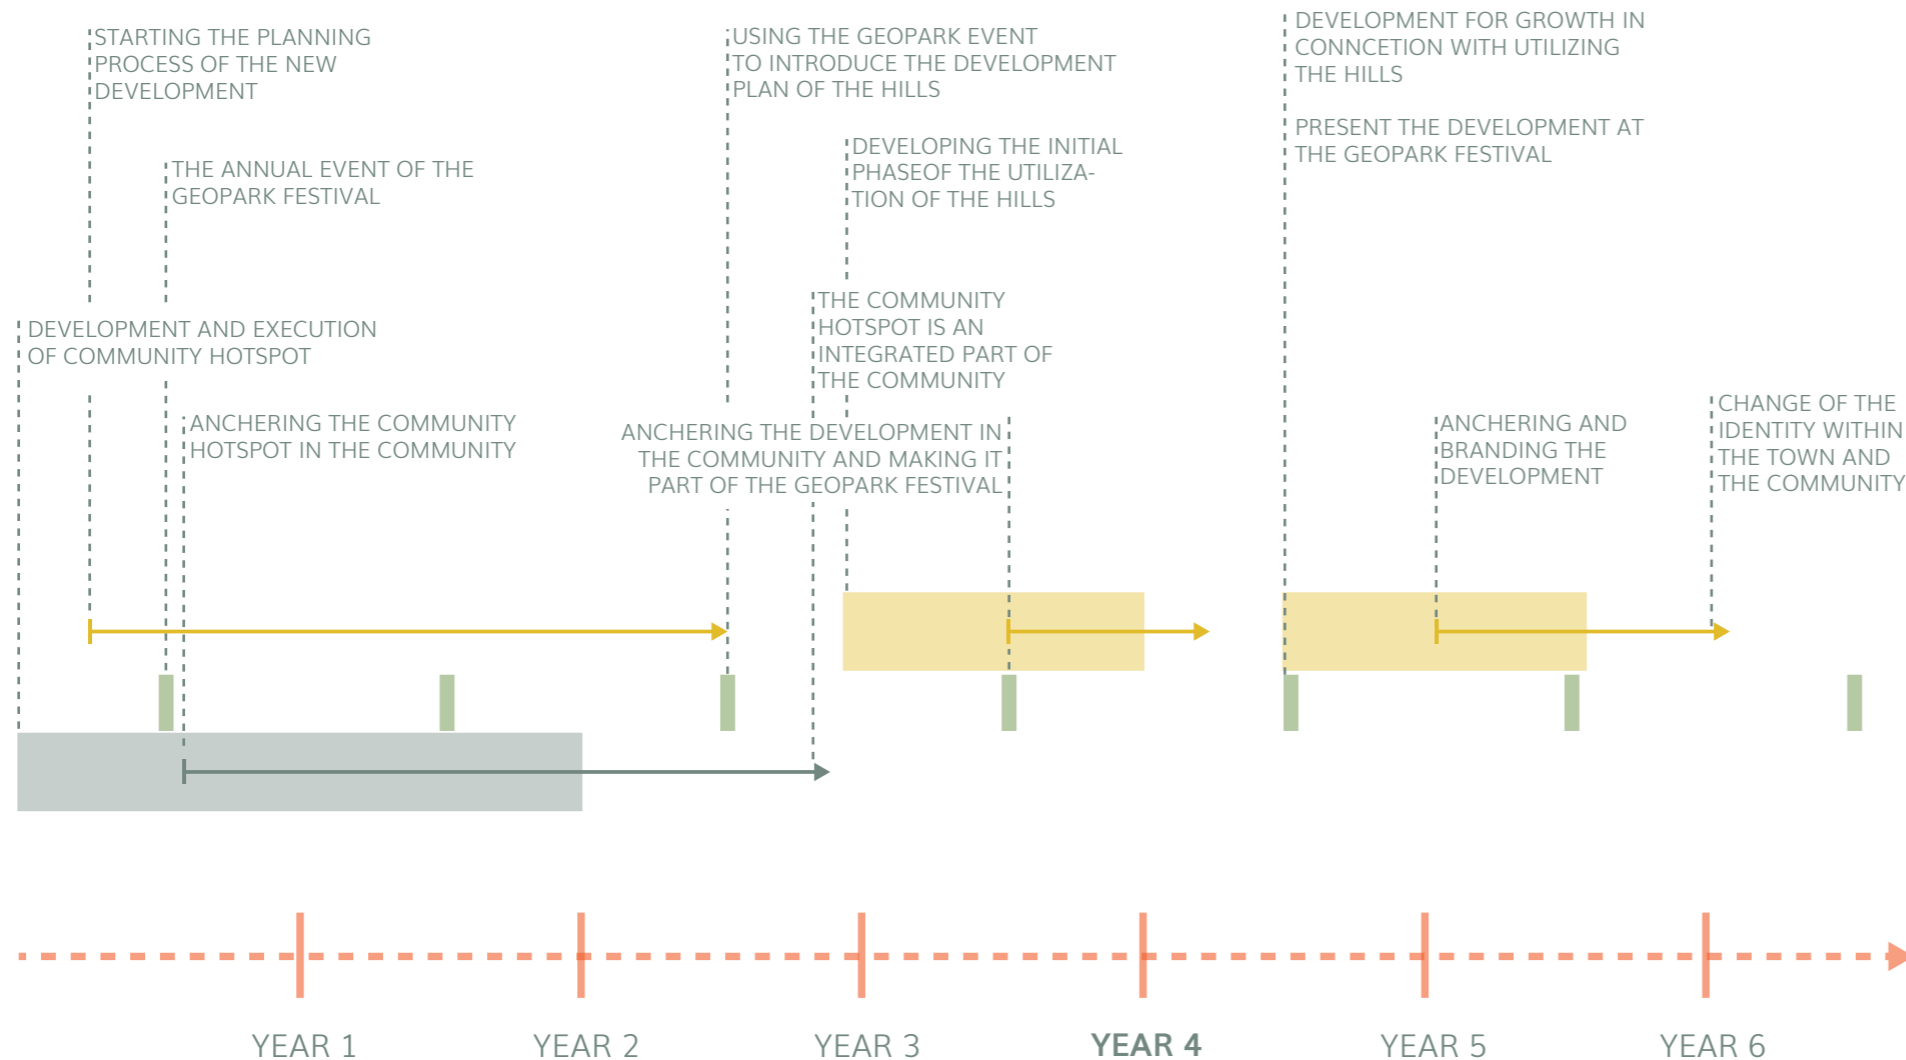 STARTING THE PLANNING
PROCESS OF THE NEW
DEVELOPMENT
THE ANNUAL EVENT OF THE
GEOPARK FESTIVAL
DEVELOPMENT AND EXECUTION
OF COMMUNITY HOTSPOT
ANCHERING THE COMMUNITY
HOTSPOT IN THE COMMUNITY
USING THE GEOPARK EVENT
TO INTRODUCE THE DEVELOPMENT
PLAN OF THE HILLS
DEVELOPING THE INITIAL
PHASEOF THE UTILIZA-
TION OF THE HILLS
THE COMMUNITY
HOTSPOT IS AN
INTEGRATED PART OF
THE COMMUNITY
ANCHERING THE DEVELOPMENT IN
THE COMMUNITY AND MAKING IT
PART OF THE GEOPARK FESTIVAL
DEVELOPMENT FOR GROWTH IN
CONNCETION WITH UTILIZING
THE HILLS
PRESENT THE DEVELOPMENT AT
THE GEOPARK FESTIVAL
ANCHERING AND
BRANDING THE
DEVELOPMENT
CHANGE OF THE
IDENTITY WITHIN
THE TOWN AND
THE COMMUNITY
YEAR 1
YEAR 2
YEAR 3
YEAR 4
YEAR 5
YEAR 6